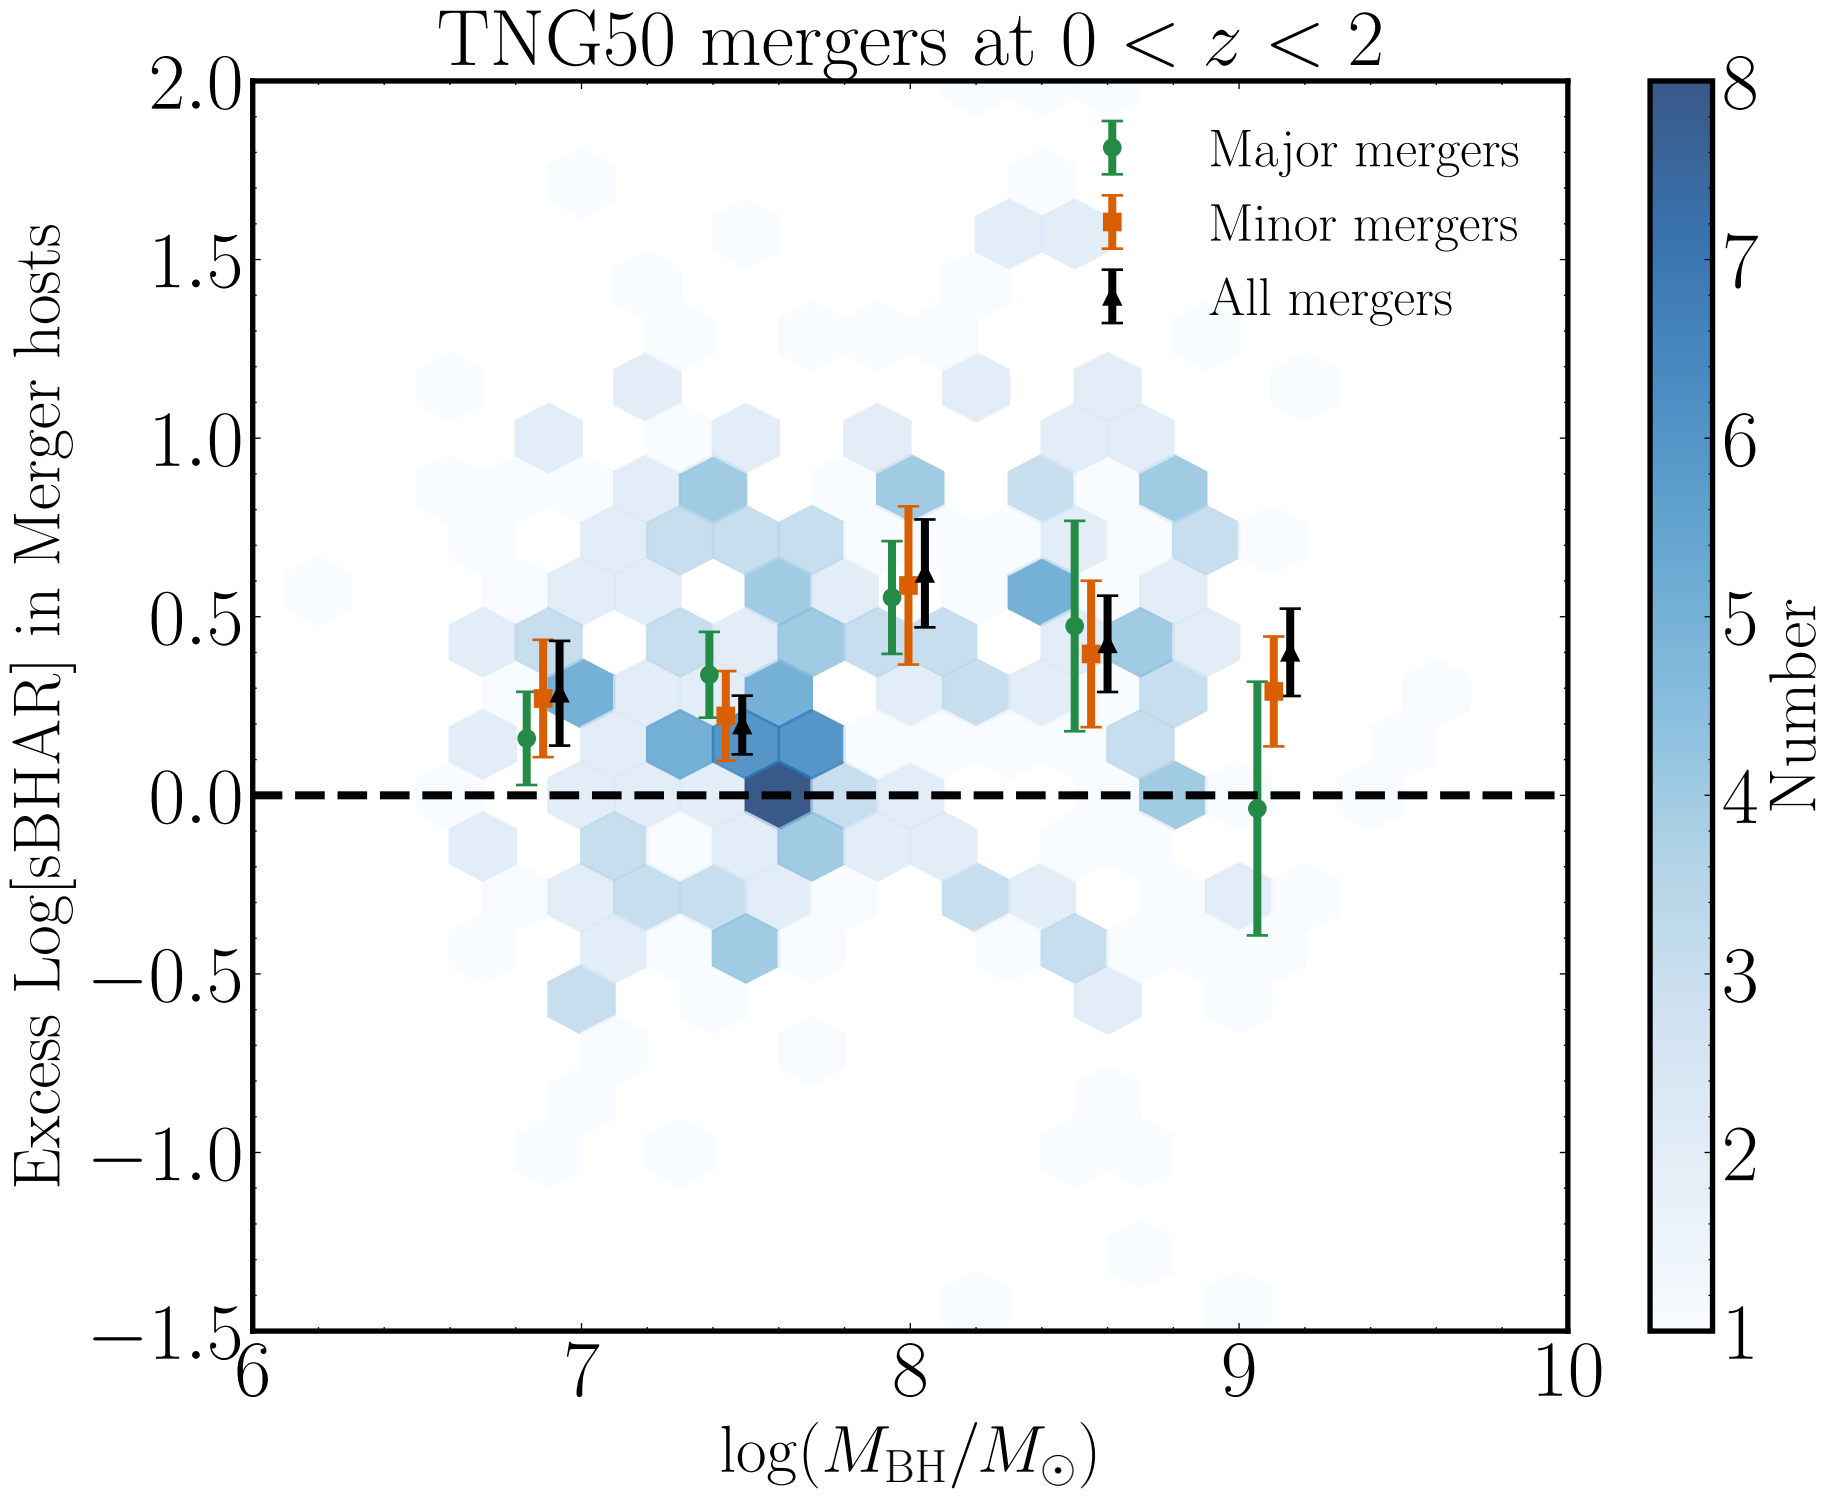 TNG50 mergers at 0 < z < 2
Excess Log[sBHAR] in Merger hosts
2.0
1.5
1.0
0.5
0.0
−0.5
−1.0
−1.5
Major mergers
Minor mergers
All mergers
6 7 8 9 10
log(M_BH/M_⊙)
8
7
6
5
4
3
2
1
Number